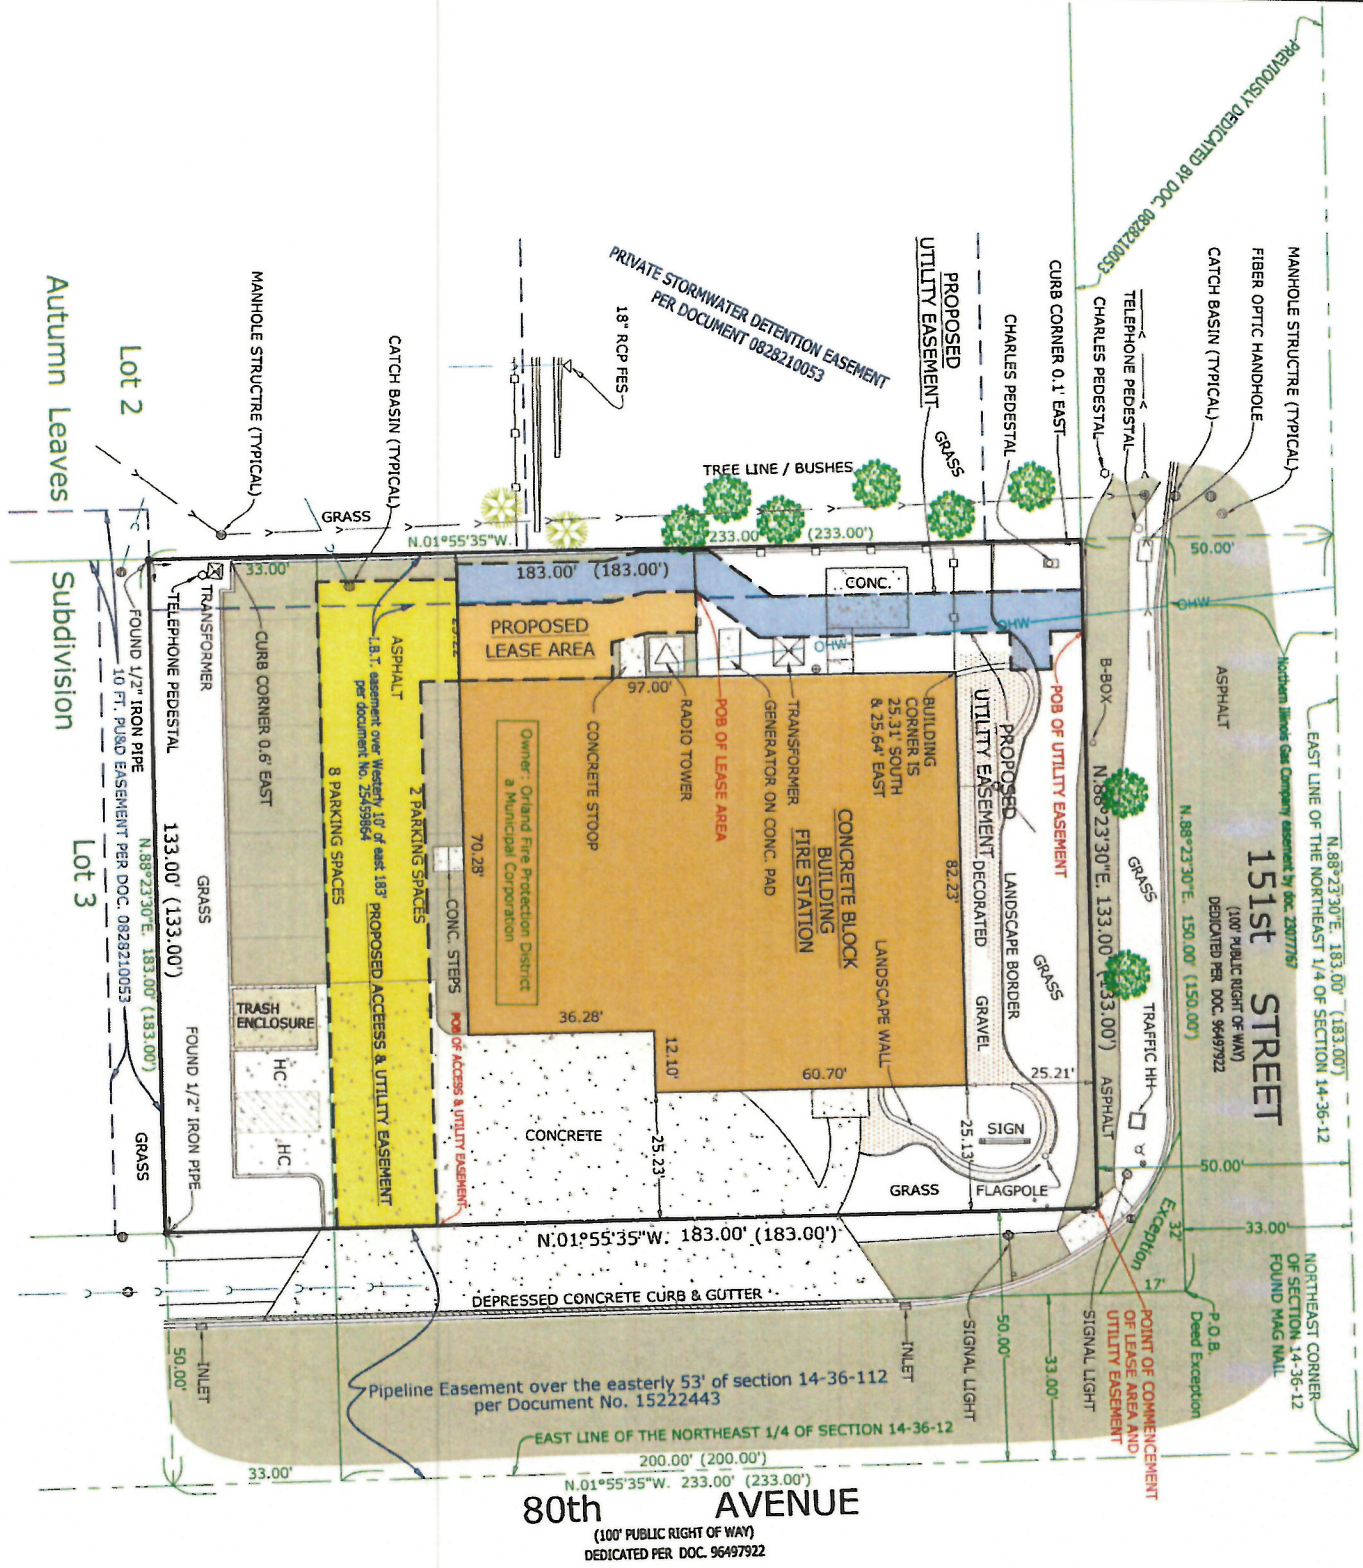 PREVIOUSLY DEDICATED BY DOC. 0828210053
MANHOLE STRUCTRE (TYPICAL)
FIBER OPTIC HANDHOLE
CATCH BASIN (TYPICAL)
TELEPHONE PEDESTAL
CHARLES PEDESTAL
CURB CORNER 0.1' EAST
CHARLES PEDESTAL
PROPOSED
UTILITY EASEMENT
PRIVATE STORMWATER DETENTION EASEMENT
PER DOCUMENT 0828210053
18" RCP FES
CATCH BASIN (TYPICAL)
MANHOLE STRUCTRE (TYPICAL)
Lot 2
Autumn Leaves
Subdivision
Lot 3
GRASS
TREE LINE / BUSHES
GRASS
N.01°55'35"W.
233.00'
(233.00')
50.00'
33.00'
183.00' (183.00')
CONC.
OHW
OHW
OHW
PROPOSED
LEASE AREA
97.00'
TRANSFORMER
TELEPHONE PEDESTAL
FOUND 1/2" IRON PIPE
10 FT. PU&D EASEMENT PER DOC. 0828210053
CURB CORNER 0.6' EAST
ASPHALT
I.B.T. easement over Westerly 10' of east 183'
per document No. 25459864
8 PARKING SPACES
2 PARKING SPACES
PROPOSED ACCEESS & UTILITY EASEMENT
Owner: Orland Fire Protection District
a Municipal Corporation
CONCRETE STOOP
RADIO TOWER
POB OF LEASE AREA
GENERATOR ON CONC. PAD
TRANSFORMER
BUILDING
CORNER IS
25.31' SOUTH
& 25.64' EAST
PROPOSED
UTILITY EASEMENT
POB OF UTILITY EASEMENT
B-BOX
ASPHALT
Northern Illinois Gas Company easement by doc. 23077767
EAST LINE OF THE NORTHEAST 1/4 OF SECTION 14-36-12
N.88°23'30"E. 183.00' (183.00')
N.88°23'30"E. 150.00' (150.00')
N.88°23'30"E. 133.00' (133.00')
151st STREET
(100' PUBLIC RIGHT OF WAY)
DEDICATED PER DOC. 96497922
GRASS
GRASS
LANDSCAPE BORDER
DECORATED GRAVEL
82.23'
CONCRETE BLOCK
BUILDING
FIRE STATION
LANDSCAPE WALL
70.28'
CONC. STEPS
GRASS
133.00' (133.00')
N.88°23'30"E. 183.00' (183.00')
TRASH
ENCLOSURE
HC
HC
FOUND 1/2" IRON PIPE
GRASS
POB OF ACCESS & UTILITY EASEMENT
36.28'
12.10'
60.70'
25.21'
25.23'
25.13'
CONCRETE
SIGN
GRASS
FLAGPOLE
ASPHALT
TRAFFIC HH
50.00'
33.00'
Exception
32'
17'
P.O.B.
Deed Exception
NORTHEAST CORNER
OF SECTION 14-36-12
FOUND MAG NAIL
POINT OF COMMENCEMENT
OF LEASE AREA AND
UTILITY EASEMENT
SIGNAL LIGHT
SIGNAL LIGHT
N.01°55'35"W. 183.00' (183.00')
DEPRESSED CONCRETE CURB & GUTTER
INLET
INLET
50.00'
33.00'
50.00'
Pipeline Easement over the easterly 53' of section 14-36-112
per Document No. 15222443
EAST LINE OF THE NORTHEAST 1/4 OF SECTION 14-36-12
200.00' (200.00')
33.00'
N.01°55'35"W. 233.00' (233.00')
80th AVENUE
(100' PUBLIC RIGHT OF WAY)
DEDICATED PER DOC. 96497922